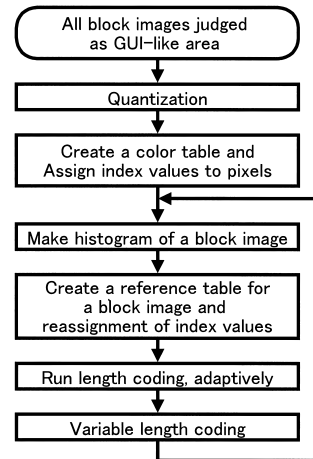 All block images judged
as GUI-like area
Quantization
Create a color table and
Assign index values to pixels
Make histogram of a block image
Create a reference table for
a block image and
reassignment of index values
Run length coding, adaptively
Variable length coding